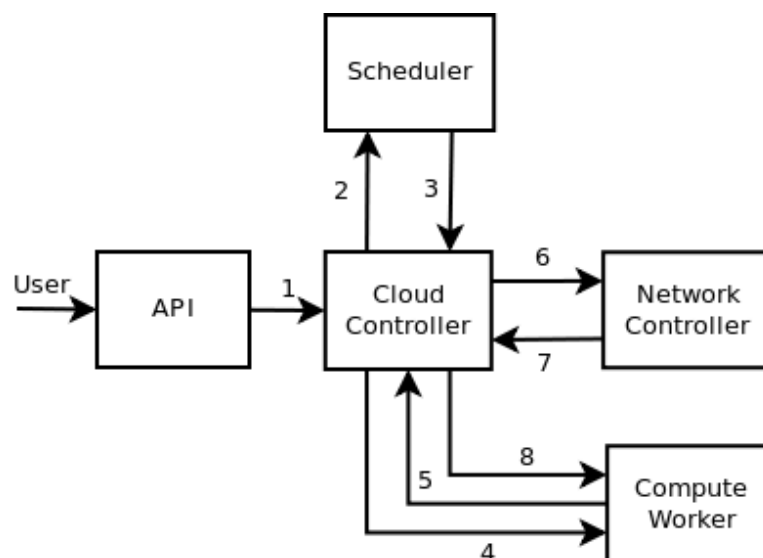 Scheduler
2
3
User
API
1
Cloud
Controller
6
Network
Controller
7
8
5
Compute
Worker
4